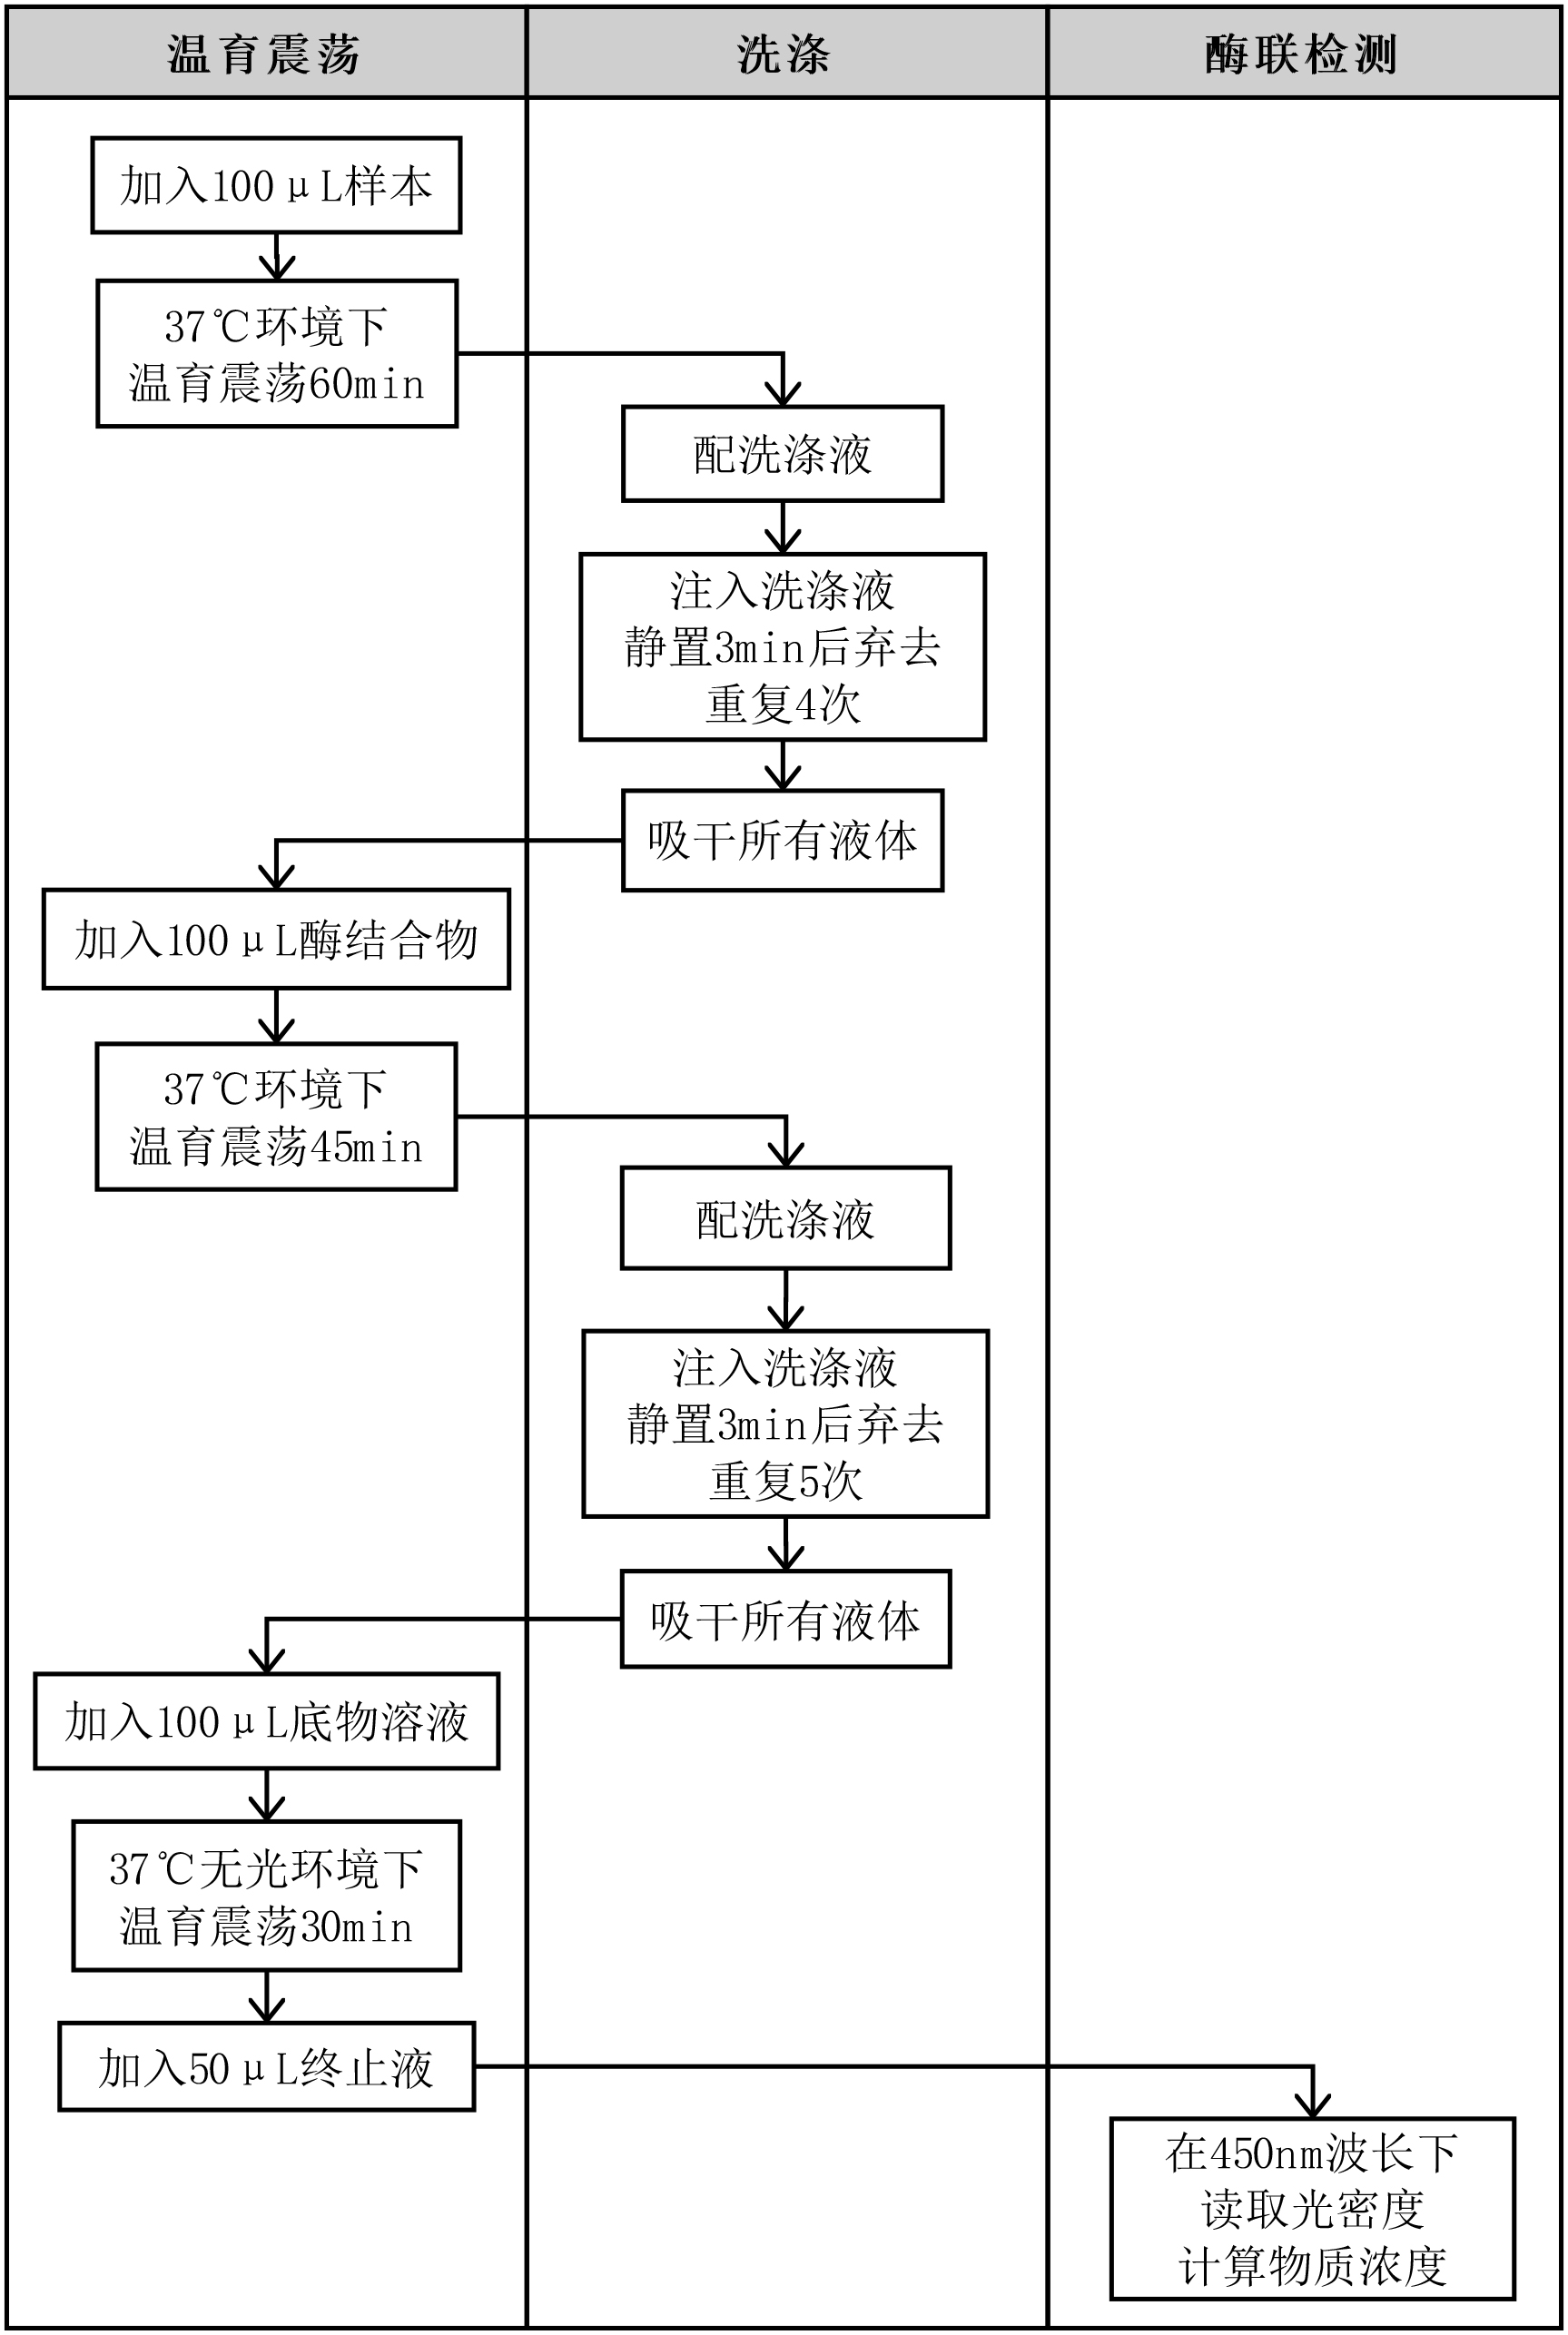 温育震荡
洗涤
酶联检测
加入100μL样本
37℃环境下
温育震荡60min
配洗涤液
注入洗涤液
静置3min后弃去
重复4次
吸干所有液体
加入100μL酶结合物
37℃环境下
温育震荡45min
配洗涤液
注入洗涤液
静置3min后弃去
重复5次
吸干所有液体
加入100μL底物溶液
37℃无光环境下
温育震荡30min
加入50μL终止液
在450nm波长下
读取光密度
计算物质浓度